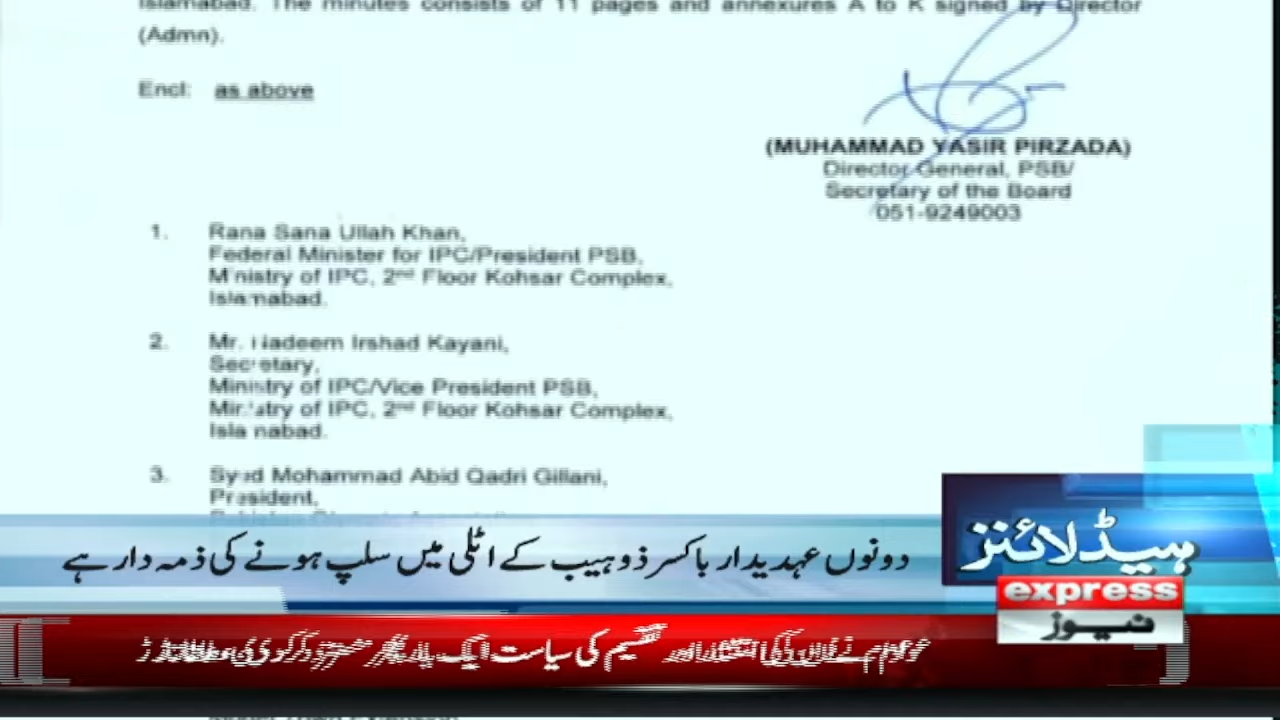 Islamabad. The minutes consists of 11 pages and annexures A to K signed by Director
(Admn).
Encl: as above
(MUHAMMAD YASIR PIRZADA)
Director General, PSB/
Secretary of the Board
051-9249003
1. Rana Sana Ullah Khan,
Federal Minister for IPC/President PSB,
Ministry of IPC, 2nd Floor Kohsar Complex,
Islamabad.
2. Mr. Nadeem Irshad Kayani,
Secretary,
Ministry of IPC/Vice President PSB,
Ministry of IPC, 2nd Floor Kohsar Complex,
Islamabad.
3. Syed Mohammad Abid Qadri Gillani,
President,
ہیڈلائنز
دونوں عہدیدار باکسر ذوہیب کے اٹلی میں سلپ ہونے کی ذمہ دار ہے
express
نیوز
تقسیم کی سیاست ایک